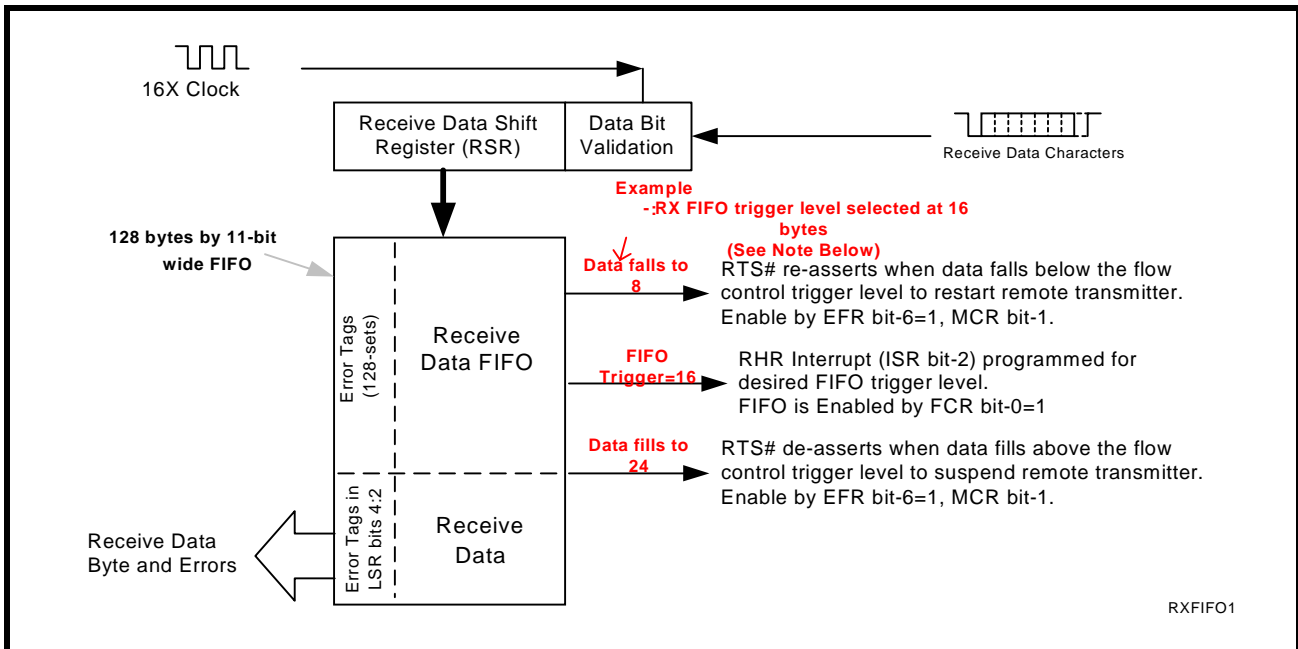 16X Clock
Receive Data Shift
Register (RSR)
Data Bit
Validation
Receive Data Characters
Example
-:RX FIFO trigger level selected at 16
bytes
(See Note Below)
128 bytes by 11-bit
wide FIFO
Error Tags
(128-sets)
Receive
Data FIFO
Data falls to
8
RTS# re-asserts when data falls below the flow
control trigger level to restart remote transmitter.
Enable by EFR bit-6=1, MCR bit-1.
FIFO
Trigger=16
RHR Interrupt (ISR bit-2) programmed for
desired FIFO trigger level.
FIFO is Enabled by FCR bit-0=1
Data fills to
24
RTS# de-asserts when data fills above the flow
control trigger level to suspend remote transmitter.
Enable by EFR bit-6=1, MCR bit-1.
Error Tags in
LSR bits 4:2
Receive
Data
Receive Data
Byte and Errors
RXFIFO1